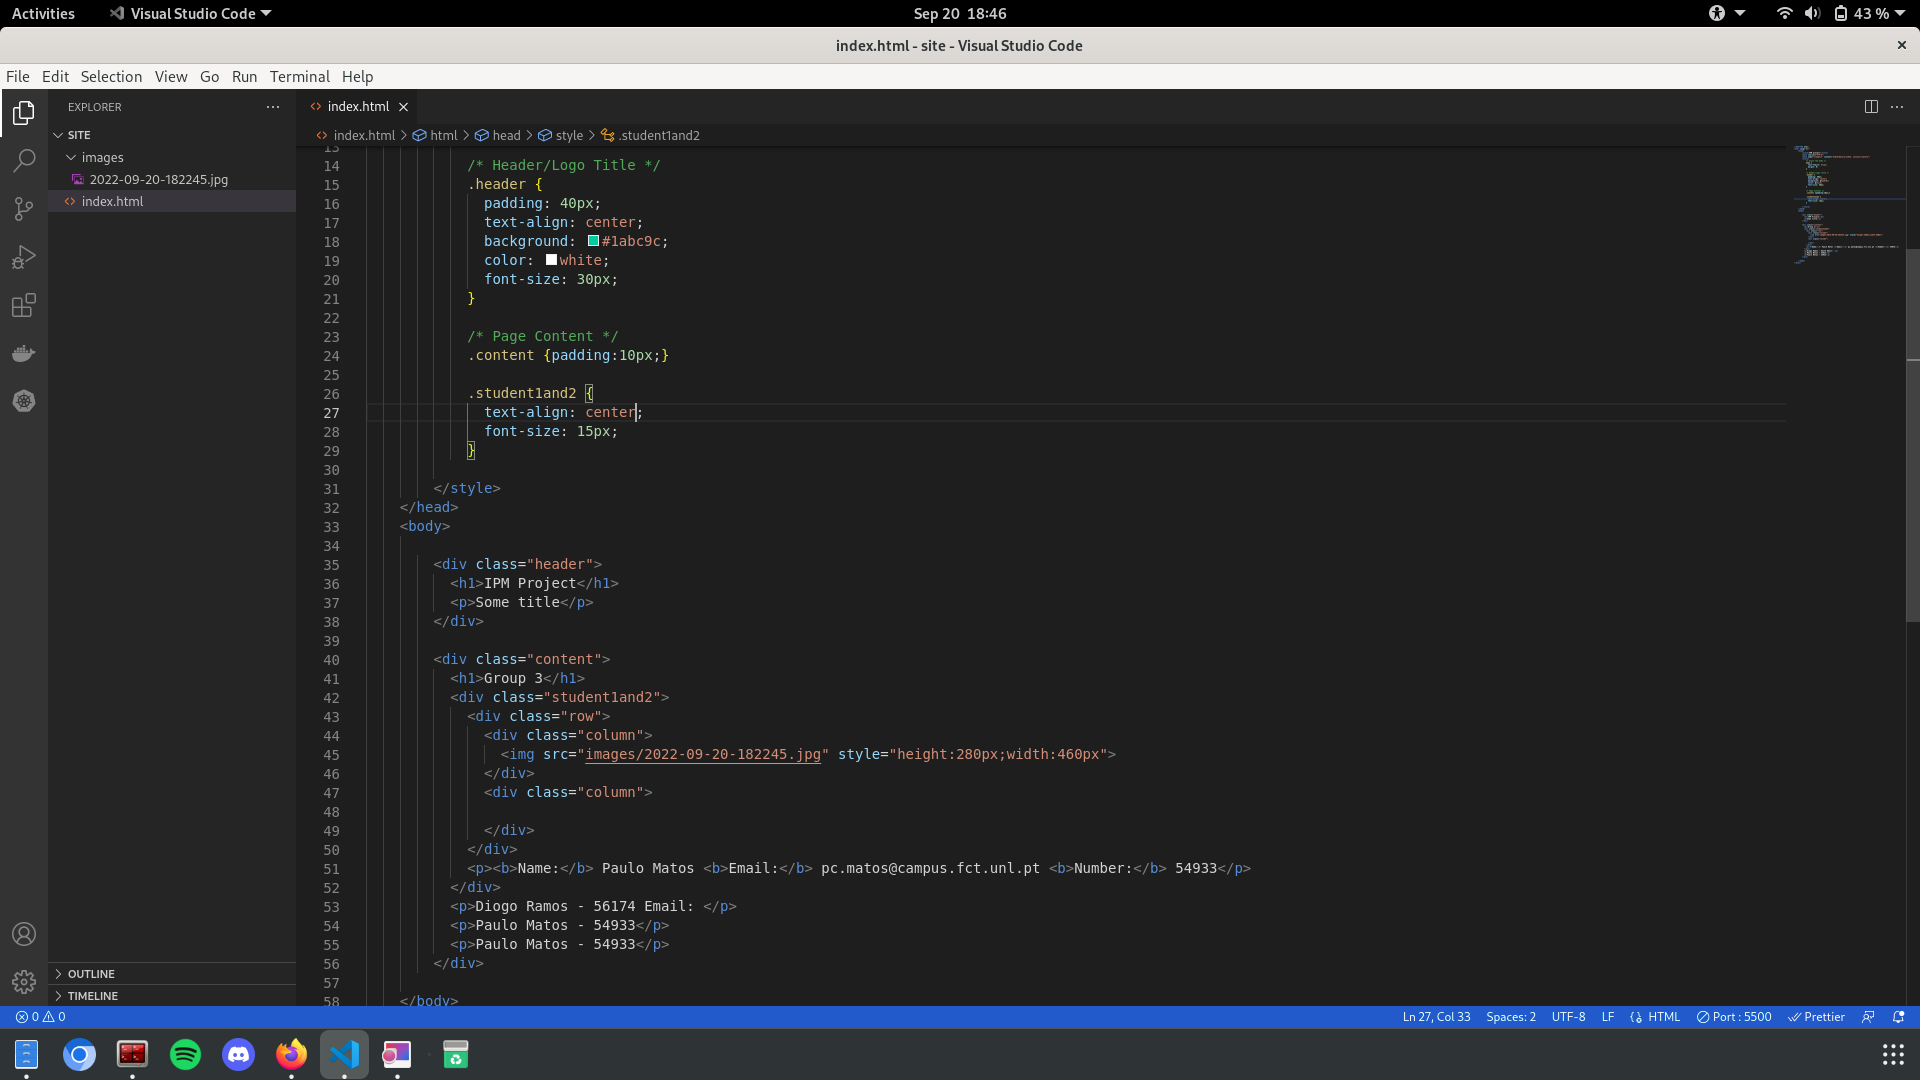 Activities Visual Studio Code Sep 20 18:46 43 %
index.html - site - Visual Studio Code
File Edit Selection View Go Run Terminal Help
EXPLORER
SITE
images
2022-09-20-182245.jpg
index.html
OUTLINE
TIMELINE
index.html
index.html > html > head > style > .student1and2
13
14 /* Header/Logo Title */
15 .header {
16 padding: 40px;
17 text-align: center;
18 background: #1abc9c;
19 color: white;
20 font-size: 30px;
21 }
22
23 /* Page Content */
24 .content {padding:10px;}
25
26 .student1and2 {
27 text-align: center;
28 font-size: 15px;
29 }
30
31 </style>
32 </head>
33 <body>
34
35 <div class="header">
36 <h1>IPM Project</h1>
37 <p>Some title</p>
38 </div>
39
40 <div class="content">
41 <h1>Group 3</h1>
42 <div class="student1and2">
43 <div class="row">
44 <div class="column">
45 <img src="images/2022-09-20-182245.jpg" style="height:280px;width:460px">
46 </div>
47 <div class="column">
48
49 </div>
50 </div>
51 <p><b>Name:</b> Paulo Matos <b>Email:</b> pc.matos@campus.fct.unl.pt <b>Number:</b> 54933</p>
52 </div>
53 <p>Diogo Ramos - 56174 Email: </p>
54 <p>Paulo Matos - 54933</p>
55 <p>Paulo Matos - 54933</p>
56 </div>
57
58 </body>
0 0 Ln 27, Col 33 Spaces: 2 UTF-8 LF HTML Port : 5500 Prettier